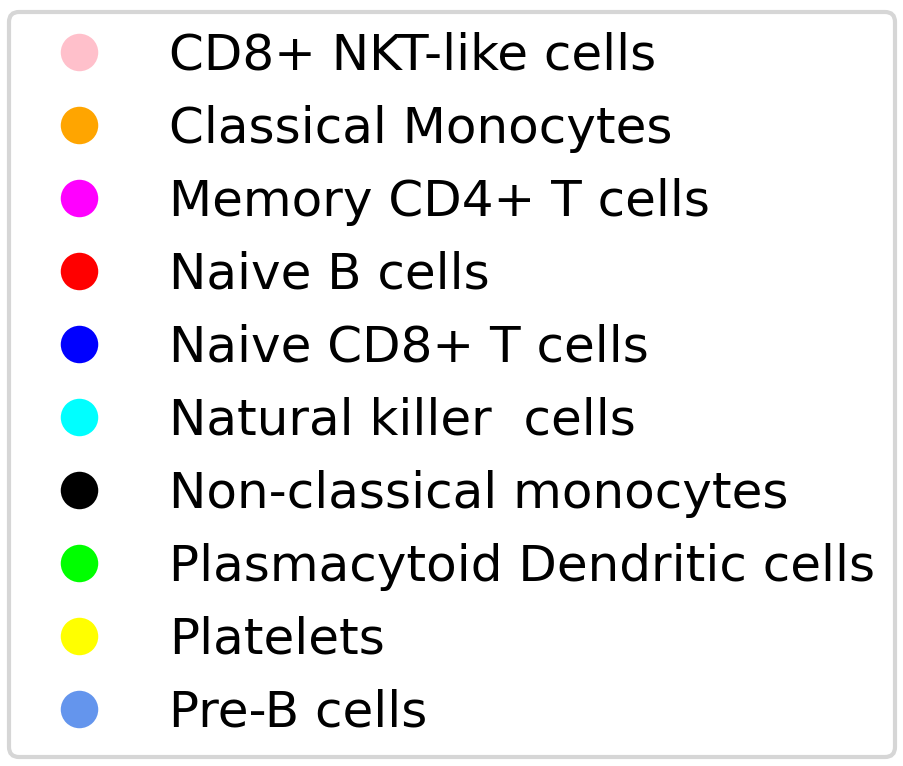 CD8+ NKT-like cells
Classical Monocytes
Memory CD4+ T cells
Naive B cells
Naive CD8+ T cells
Natural killer  cells
Non-classical monocytes
Plasmacytoid Dendritic cells
Platelets
Pre-B cells